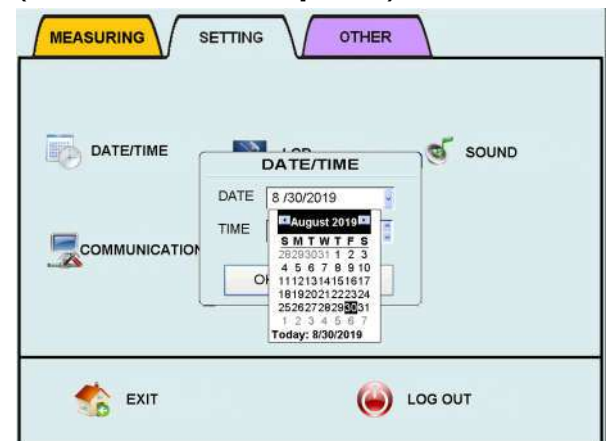 MEASURING SETTING OTHER
DATE/TIME SOUND
DATE/TIME
DATE 8 /30/2019
TIME
COMMUNICATION
August 2019
S M T W T F S
28 29 30 31 1 2 3
4 5 6 7 8 9 10
11 12 13 14 15 16 17
18 19 20 21 22 23 24
25 26 27 28 29 30 31
1 2 3 4 5 6 7
Today: 8/30/2019
EXIT LOG OUT